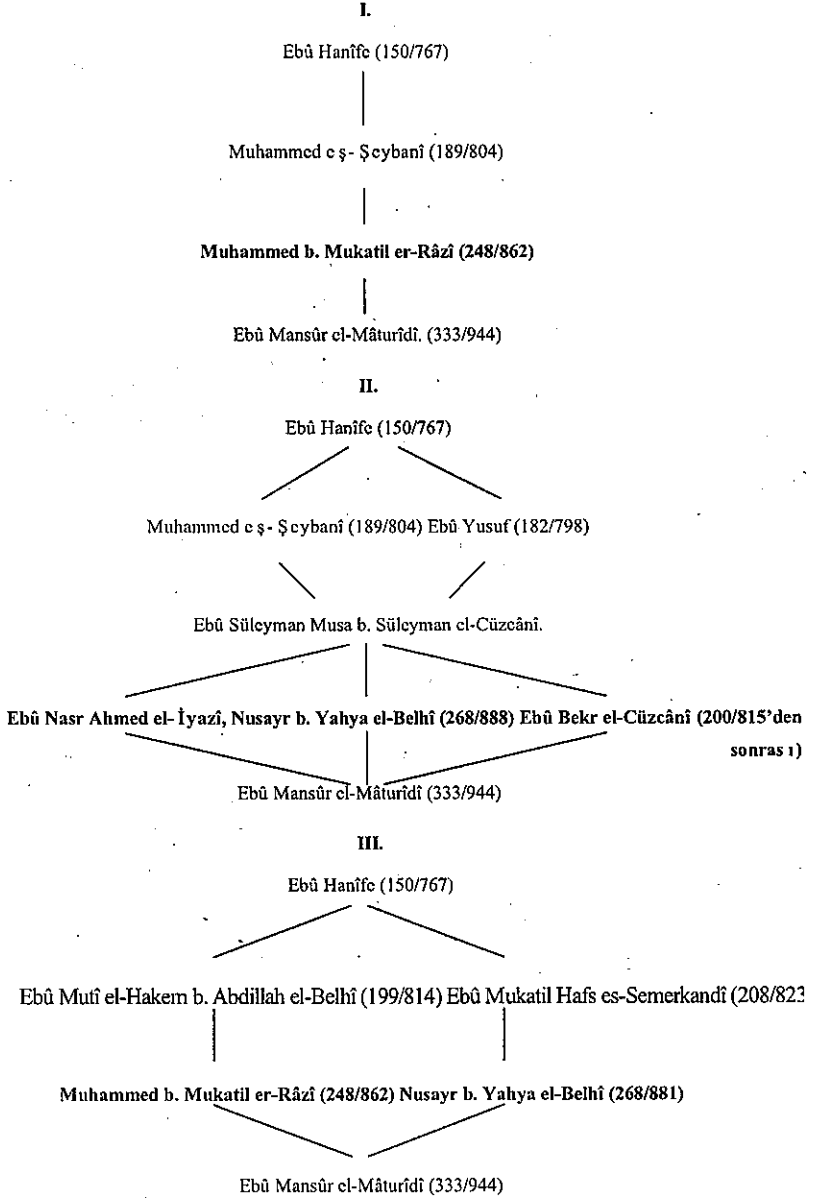 I.
Ebû Hanîfe (150/767)
Muhammed eş- Şeybanî (189/804)
Muhammed b. Mukatil er-Râzî (248/862)
Ebû Mansûr el-Mâturîdî. (333/944)
II.
Ebû Hanîfe (150/767)
Muhammed eş- Şeybanî (189/804) Ebû Yusuf (182/798)
Ebû Süleyman Musa b. Süleyman el-Cüzcânî.
Ebû Nasr Ahmed el- İyazî, Nusayr b. Yahya el-Belhî (268/888) Ebû Bekr el-Cüzcânî (200/815'den
sonrası)
Ebû Mansûr el-Mâturîdî (333/944)
III.
Ebû Hanîfe (150/767)
Ebû Mutî el-Hakem b. Abdillah el-Belhî (199/814) Ebû Mukatil Hafs es-Semerkandî (208/823
Muhammed b. Mukatil er-Râzî (248/862) Nusayr b. Yahya el-Belhî (268/881)
Ebû Mansûr el-Mâturîdî (333/944)